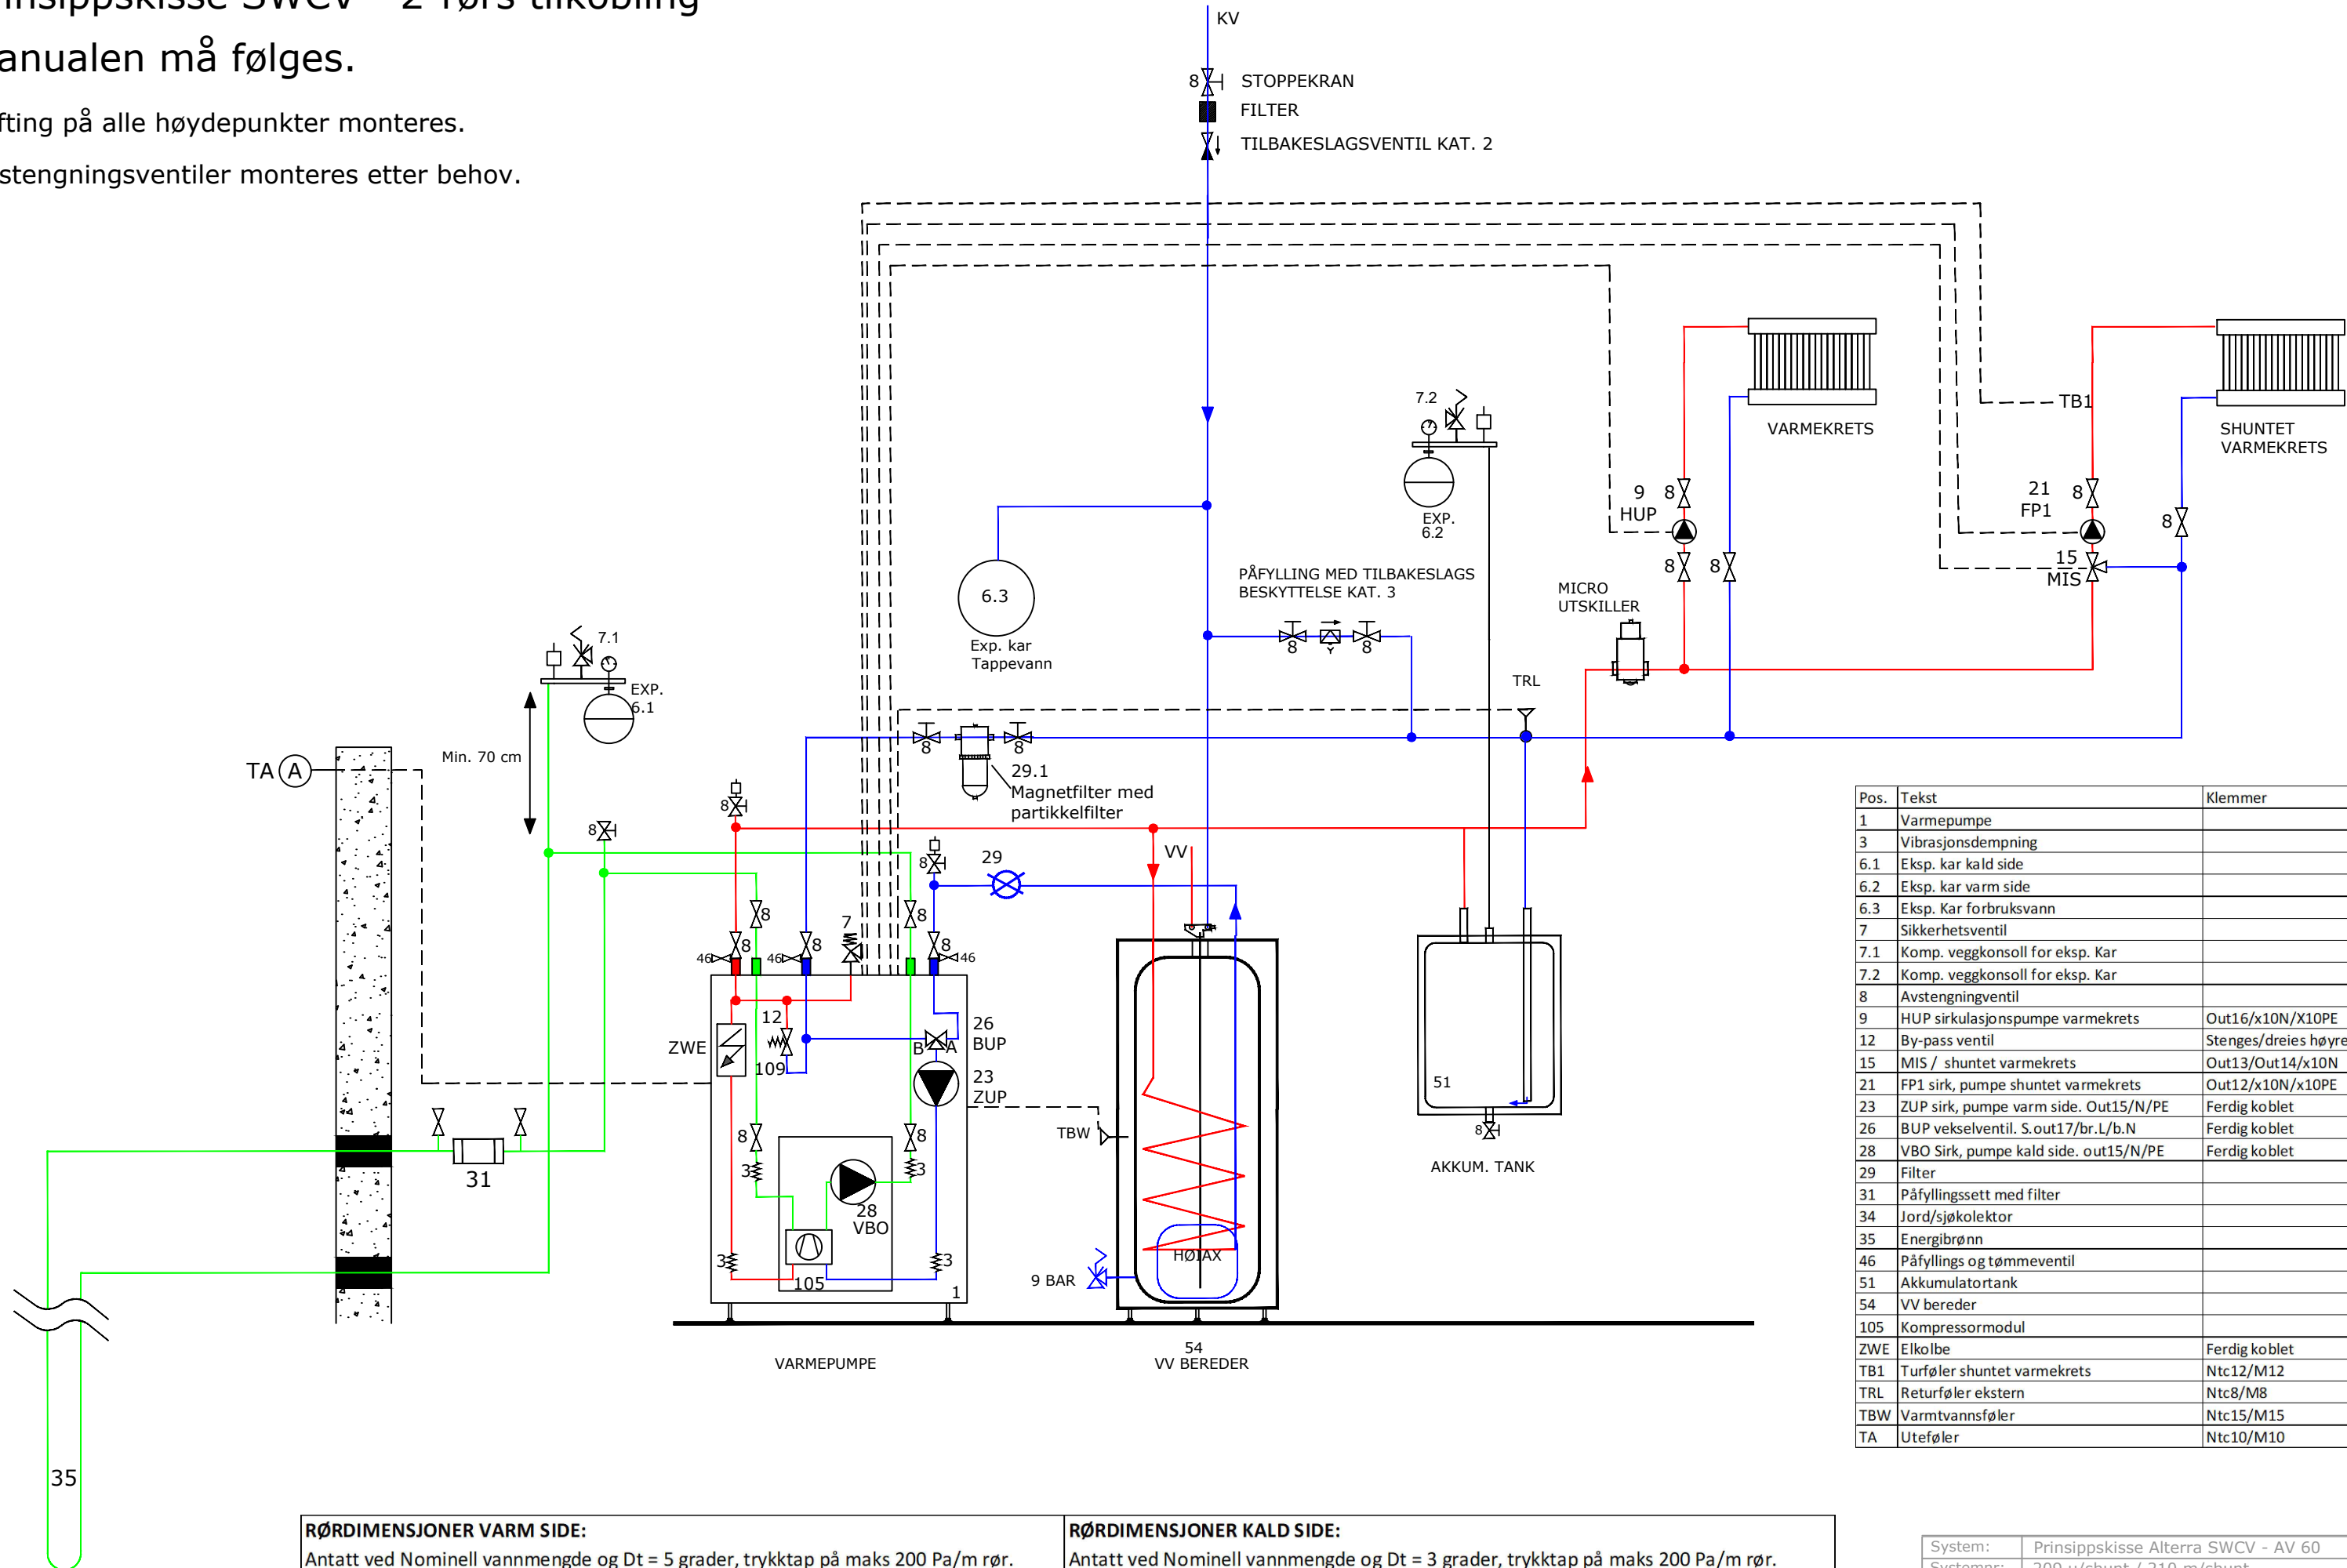 insippskisse SWCV - 2 rørs tilkobling
anualen må følges.
fting på alle høydepunkter monteres.
stengningsventiler monteres etter behov.
KV
8 STOPPEKRAN
FILTER
TILBAKESLAGSVENTIL KAT. 2
TB1
VARMEKRETS
SHUNTET
VARMEKRETS
7.2
EXP.
6.2
9
HUP
8
8
8
21
FP1
8
8
15
MIS
6.3
Exp. kar
Tappevann
PÅFYLLING MED TILBAKESLAGS
BESKYTTELSE KAT. 3
8
8
MICRO
UTSKILLER
7.1
EXP.
6.1
Min. 70 cm
TRL
TA A
8
8
29.1
Magnetfilter med
partikkelfilter
8
8
8
29
VV
8
8
7
8
8
46
46
46
12
ZWE
109
B A
26
BUP
23
ZUP
51
8
8
3
3
28
VBO
3
3
105
1
TBW
HØIAX
9 BAR
8
AKKUM. TANK
31
35
VARMEPUMPE
54
VV BEREDER
Pos. Tekst Klemmer
1 Varmepumpe
3 Vibrasjonsdempning
6.1 Eksp. kar kald side
6.2 Eksp. kar varm side
6.3 Eksp. Kar forbruksvann
7 Sikkerhetsventil
7.1 Komp. veggkonsoll for eksp. Kar
7.2 Komp. veggkonsoll for eksp. Kar
8 Avstengningventil
9 HUP sirkulasjonspumpe varmekrets Out16/x10N/X10PE
12 By-pass ventil Stenges/dreies høyre
15 MIS / shuntet varmekrets Out13/Out14/x10N
21 FP1 sirk, pumpe shuntet varmekrets Out12/x10N/x10PE
23 ZUP sirk, pumpe varm side. Out15/N/PE Ferdig koblet
26 BUP vekselventil. S.out17/br.L/b.N Ferdig koblet
28 VBO Sirk, pumpe kald side. out15/N/PE Ferdig koblet
29 Filter
31 Påfyllingssett med filter
34 Jord/sjøkolektor
35 Energibrønn
46 Påfyllings og tømmeventil
51 Akkumulatortank
54 VV bereder
105 Kompressormodul
ZWE Elkolbe Ferdig koblet
TB1 Turføler shuntet varmekrets Ntc12/M12
TRL Returføler ekstern Ntc8/M8
TBW Varmtvannsføler Ntc15/M15
TA Uteføler Ntc10/M10
RØRDIMENSJONER VARM SIDE:
Antatt ved Nominell vannmengde og Dt = 5 grader, trykktap på maks 200 Pa/m rør.
RØRDIMENSJONER KALD SIDE:
Antatt ved Nominell vannmengde og Dt = 3 grader, trykktap på maks 200 Pa/m rør.
System: Prinsippskisse Alterra SWCV - AV 60